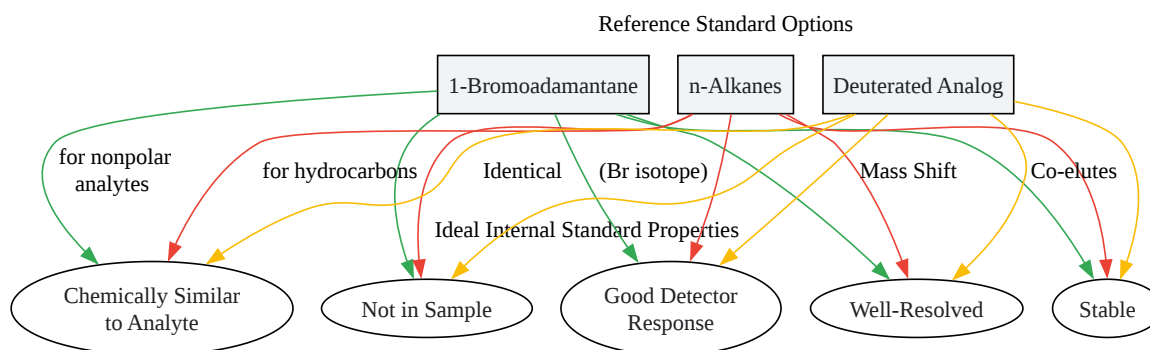 Reference Standard Options
1-Bromoadamantane
n-Alkanes
Deuterated Analog
for nonpolar
analytes
for hydrocarbons
Identical
(Br isotope)
Mass Shift
Co-elutes
Ideal Internal Standard Properties
Chemically Similar
to Analyte
Not in Sample
Good Detector
Response
Well-Resolved
Stable